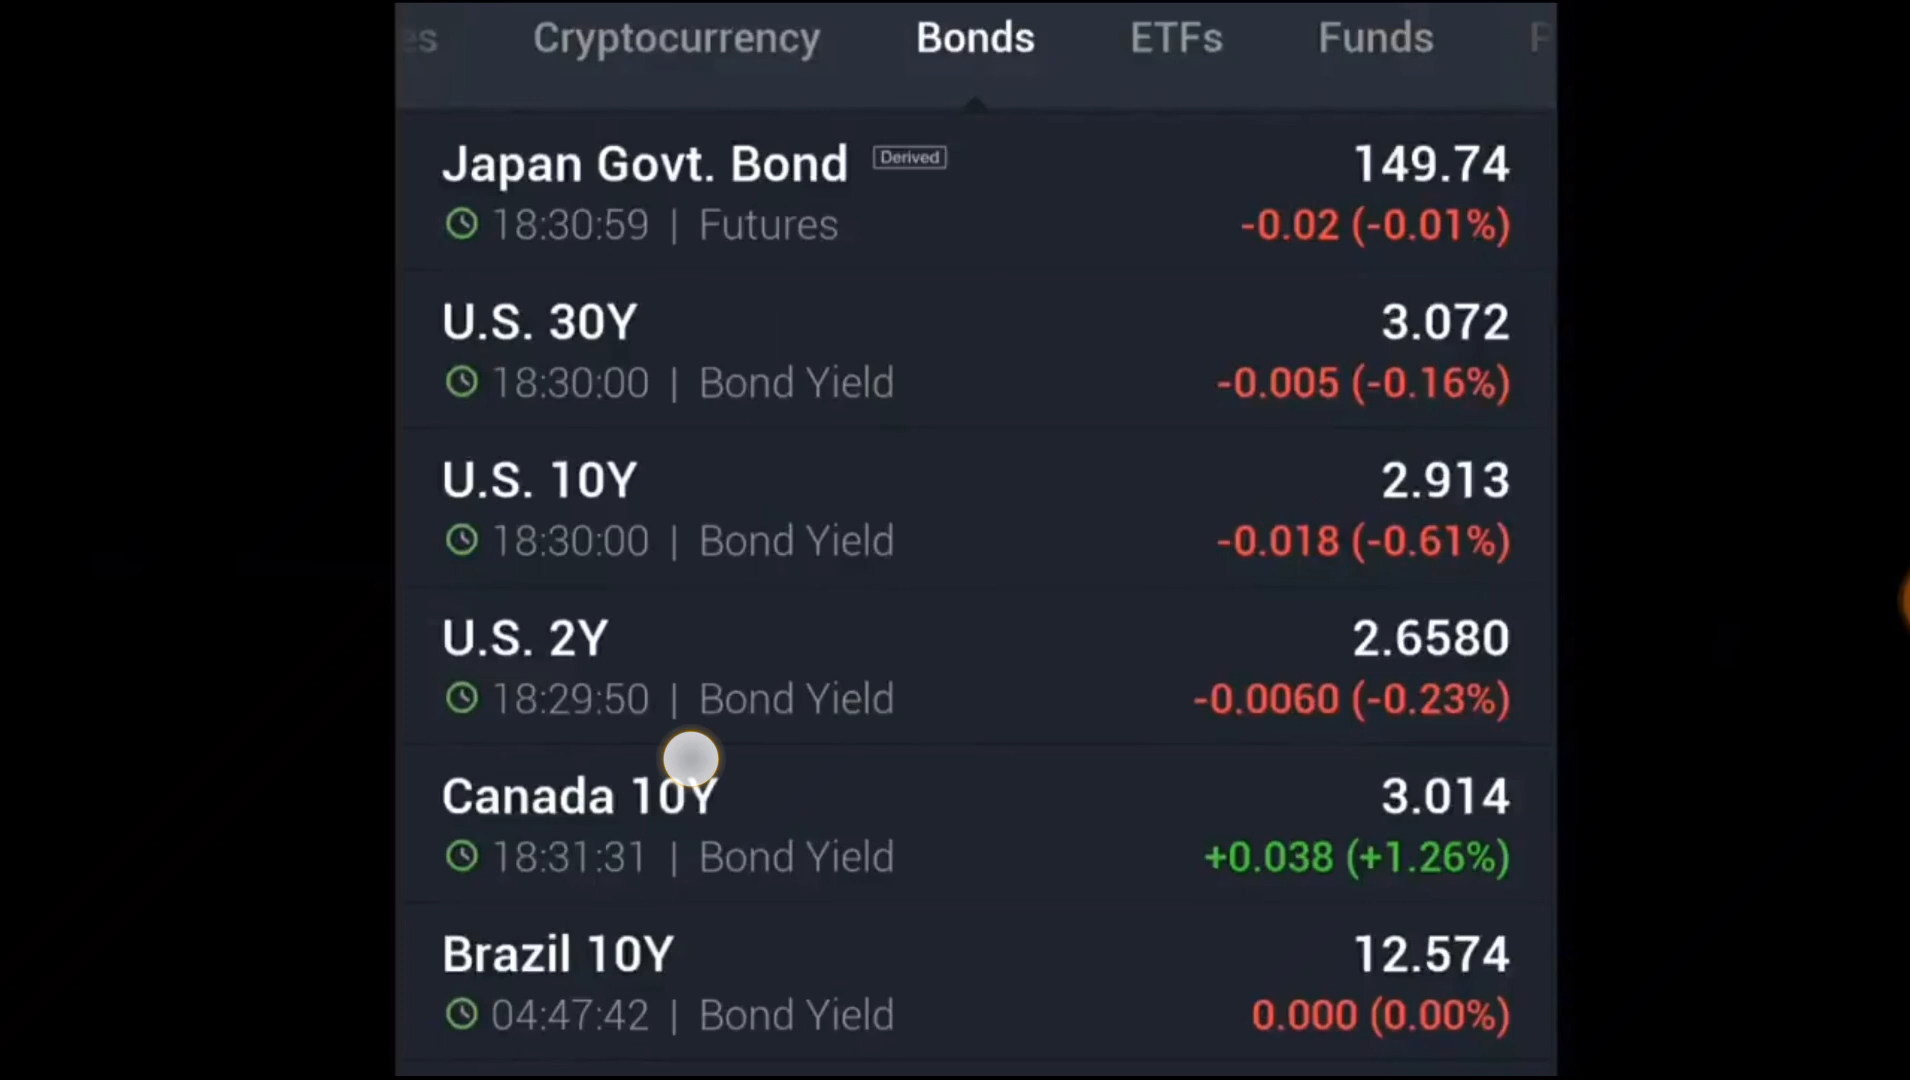 es Cryptocurrency Bonds ETFs Funds P
Japan Govt. Bond Derived 149.74
18:30:59 | Futures -0.02 (-0.01%)
U.S. 30Y 3.072
18:30:00 | Bond Yield -0.005 (-0.16%)
U.S. 10Y 2.913
18:30:00 | Bond Yield -0.018 (-0.61%)
U.S. 2Y 2.6580
18:29:50 | Bond Yield -0.0060 (-0.23%)
Canada 10Y 3.014
18:31:31 | Bond Yield +0.038 (+1.26%)
Brazil 10Y 12.574
04:47:42 | Bond Yield 0.000 (0.00%)